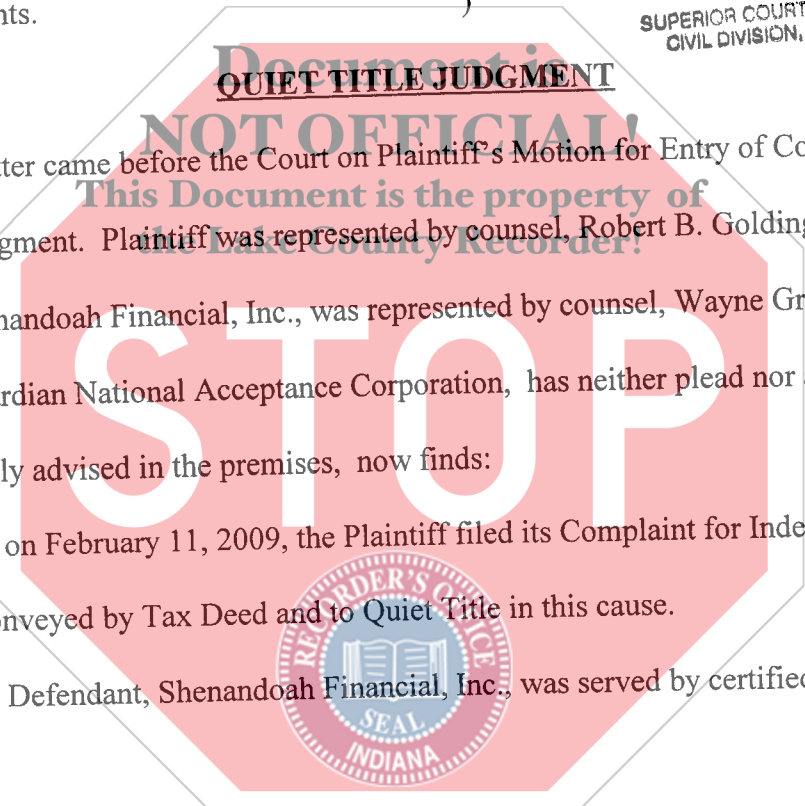 nts.
)
SUPERIOR COURT
CIVIL DIVISION,
Document is
QUIET TITLE JUDGMENT
NOT OFFICIAL!
tter came before the Court on Plaintiff's Motion for Entry of Co
This Document is the property of
the Lake County Recorder!
gment. Plaintiff was represented by counsel, Robert B. Golding
nandoah Financial, Inc., was represented by counsel, Wayne Gr
rdian National Acceptance Corporation, has neither plead nor
STOP
ly advised in the premises, now finds:
on February 11, 2009, the Plaintiff filed its Complaint for Inde
nveyed by Tax Deed and to Quiet Title in this cause.
Defendant, Shenandoah Financial, Inc., was served by certified
RECORDER'S OFFICE
SEAL
INDIANA